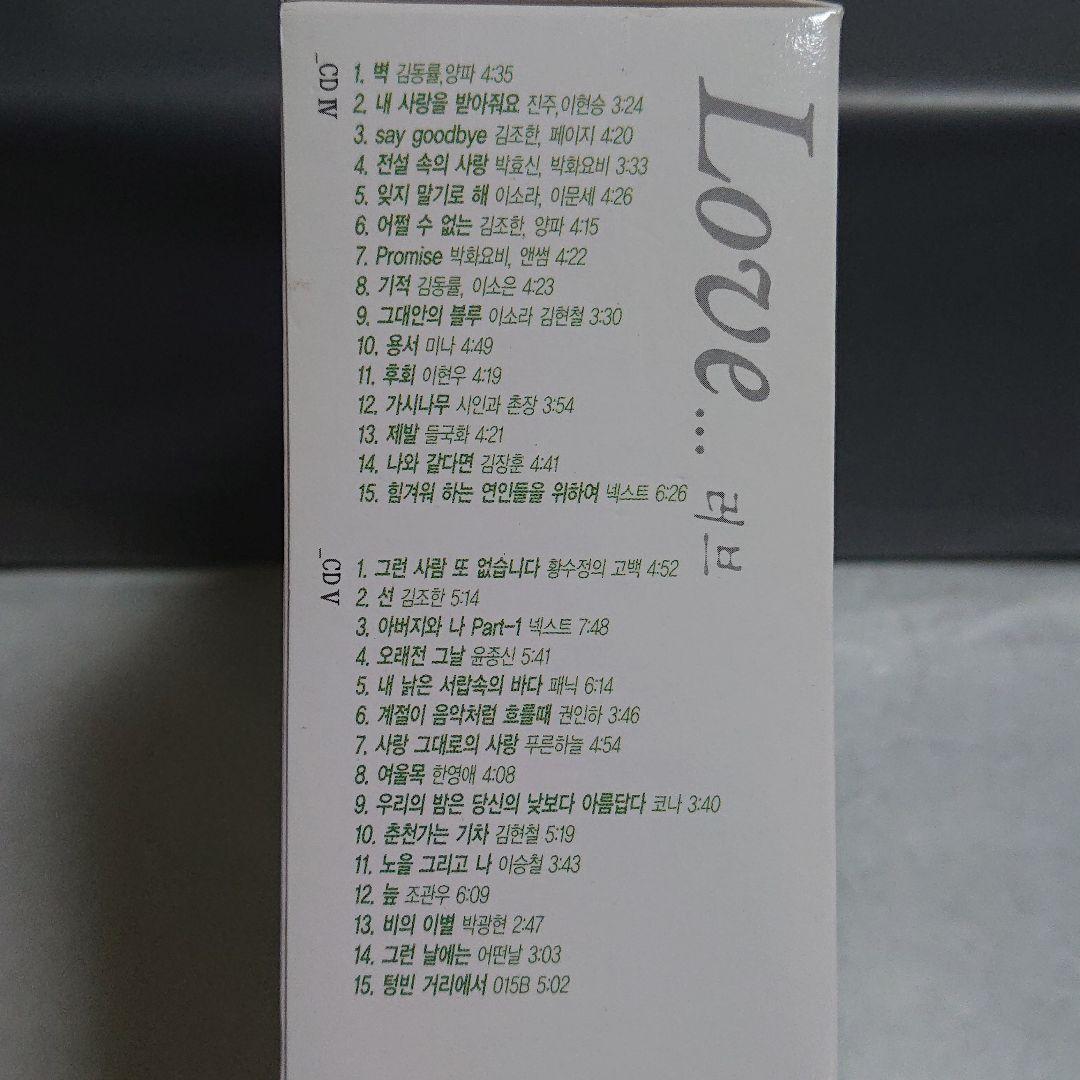 _CD Ⅳ
1. 벽 김동률,양파 4:35
2. 내 사랑을 받아줘요 진주,이현승 3:24
3. say goodbye 김조한, 페이지 4:20
4. 전설 속의 사랑 박효신, 박화요비 3:33
5. 잊지 말기로 해 이소라, 이문세 4:26
6. 어쩔 수 없는 김조한, 양파 4:15
7. Promise 박화요비, 앤썸 4:22
8. 기적 김동률, 이소은 4:23
9. 그대안의 블루 이소라 김현철 3:30
10. 용서 미나 4:49
11. 후회 이현우 4:19
12. 가시나무 시인과 촌장 3:54
13. 제발 들국화 4:21
14. 나와 같다면 김장훈 4:41
15. 힘겨워 하는 연인들을 위하여 넥스트 6:26
_CD Ⅴ
1. 그런 사람 또 없습니다 황수정의 고백 4:52
2. 선 김조한 5:14
3. 아버지와 나 Part-1 넥스트 7:48
4. 오래전 그날 윤종신 5:41
5. 내 낡은 서랍속의 바다 패닉 6:14
6. 계절이 음악처럼 흐를때 권인하 3:46
7. 사랑 그대로의 사랑 푸른하늘 4:54
8. 여울목 한영애 4:08
9. 우리의 밤은 당신의 낮보다 아름답다 코나 3:40
10. 춘천가는 기차 김현철 5:19
11. 노을 그리고 나 이승철 3:43
12. 늪 조관우 6:09
13. 비의 이별 박광현 2:47
14. 그런 날에는 어떤날 3:03
15. 텅빈 거리에서 015B 5:02
Love... 러브